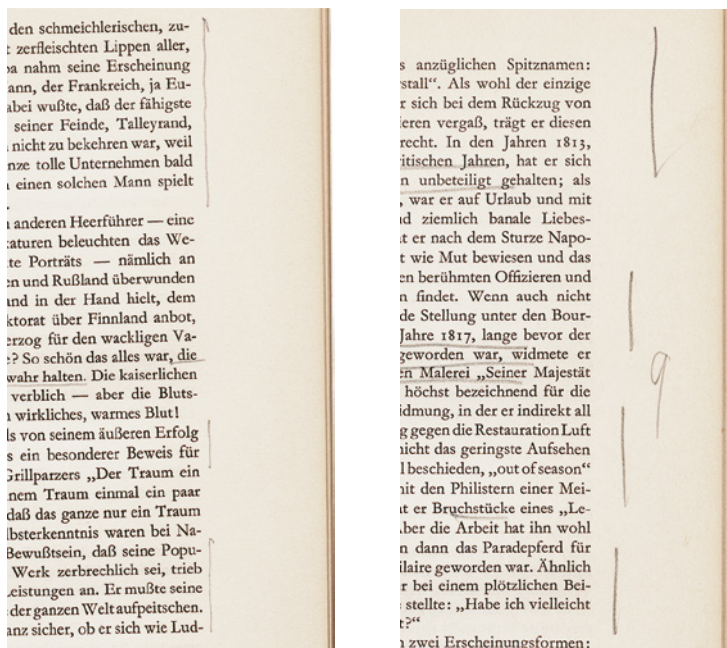 den schmeichlerischen, zu-
zerfleischten Lippen aller,
nahm seine Erscheinung
ann, der Frankreich, ja Eu-
abei wußte, daß der fähigste
seiner Feinde, Talleyrand,
nicht zu bekehren war, weil
nze tolle Unternehmen bald
einen solchen Mann spielt
anderen Heerführer — eine
aturen beleuchten das We-
te Porträts — nämlich an
en und Rußland überwunden
and in der Hand hielt, dem
ktorat über Finnland anbot,
erzog für den wackligen Va-
e? So schön das alles war, die
wahr halten. Die kaiserlichen
verblich — aber die Bluts-
wirkliches, warmes Blut!
ls von seinem äußeren Erfolg
s ein besonderer Beweis für
Grillparzers „Der Traum ein
inem Traum einmal ein paar
daß das ganze nur ein Traum
lbsterkenntnis waren bei Na-
Bewußtsein, daß seine Popu-
Werk zerbrechlich sei, trieb
Leistungen an. Er mußte seine
der ganzen Welt aufpeitschen.
anz sicher, ob er sich wie Lud-
s anzüglichen Spitznamen:
stall“. Als wohl der einzige
r sich bei dem Rückzug von
ieren vergaß, trägt er diesen
recht. In den Jahren 1813,
ritischen Jahren, hat er sich
n unbeteiligt gehalten; als
, war er auf Urlaub und mit
d ziemlich banale Liebes-
t er nach dem Sturze Napo-
t wie Mut bewiesen und das
en berühmten Offizieren und
n findet. Wenn auch nicht
de Stellung unter den Bour-
Jahre 1817, lange bevor der
geworden war, widmete er
en Malerei „Seiner Majestät
höchst bezeichnend für die
idmung, in der er indirekt all
g gegen die Restauration Luft
nicht das geringste Aufsehen
l beschieden, „out of season“
nit den Philistern einer Mei-
t er Bruchstücke eines „Le-
ber die Arbeit hat ihn wohl
n dann das Paradepferd für
ilaire geworden war. Ähnlich
r bei einem plötzlichen Bei-
stellte: „Habe ich vielleicht
t?“
zwei Erscheinungsformen: